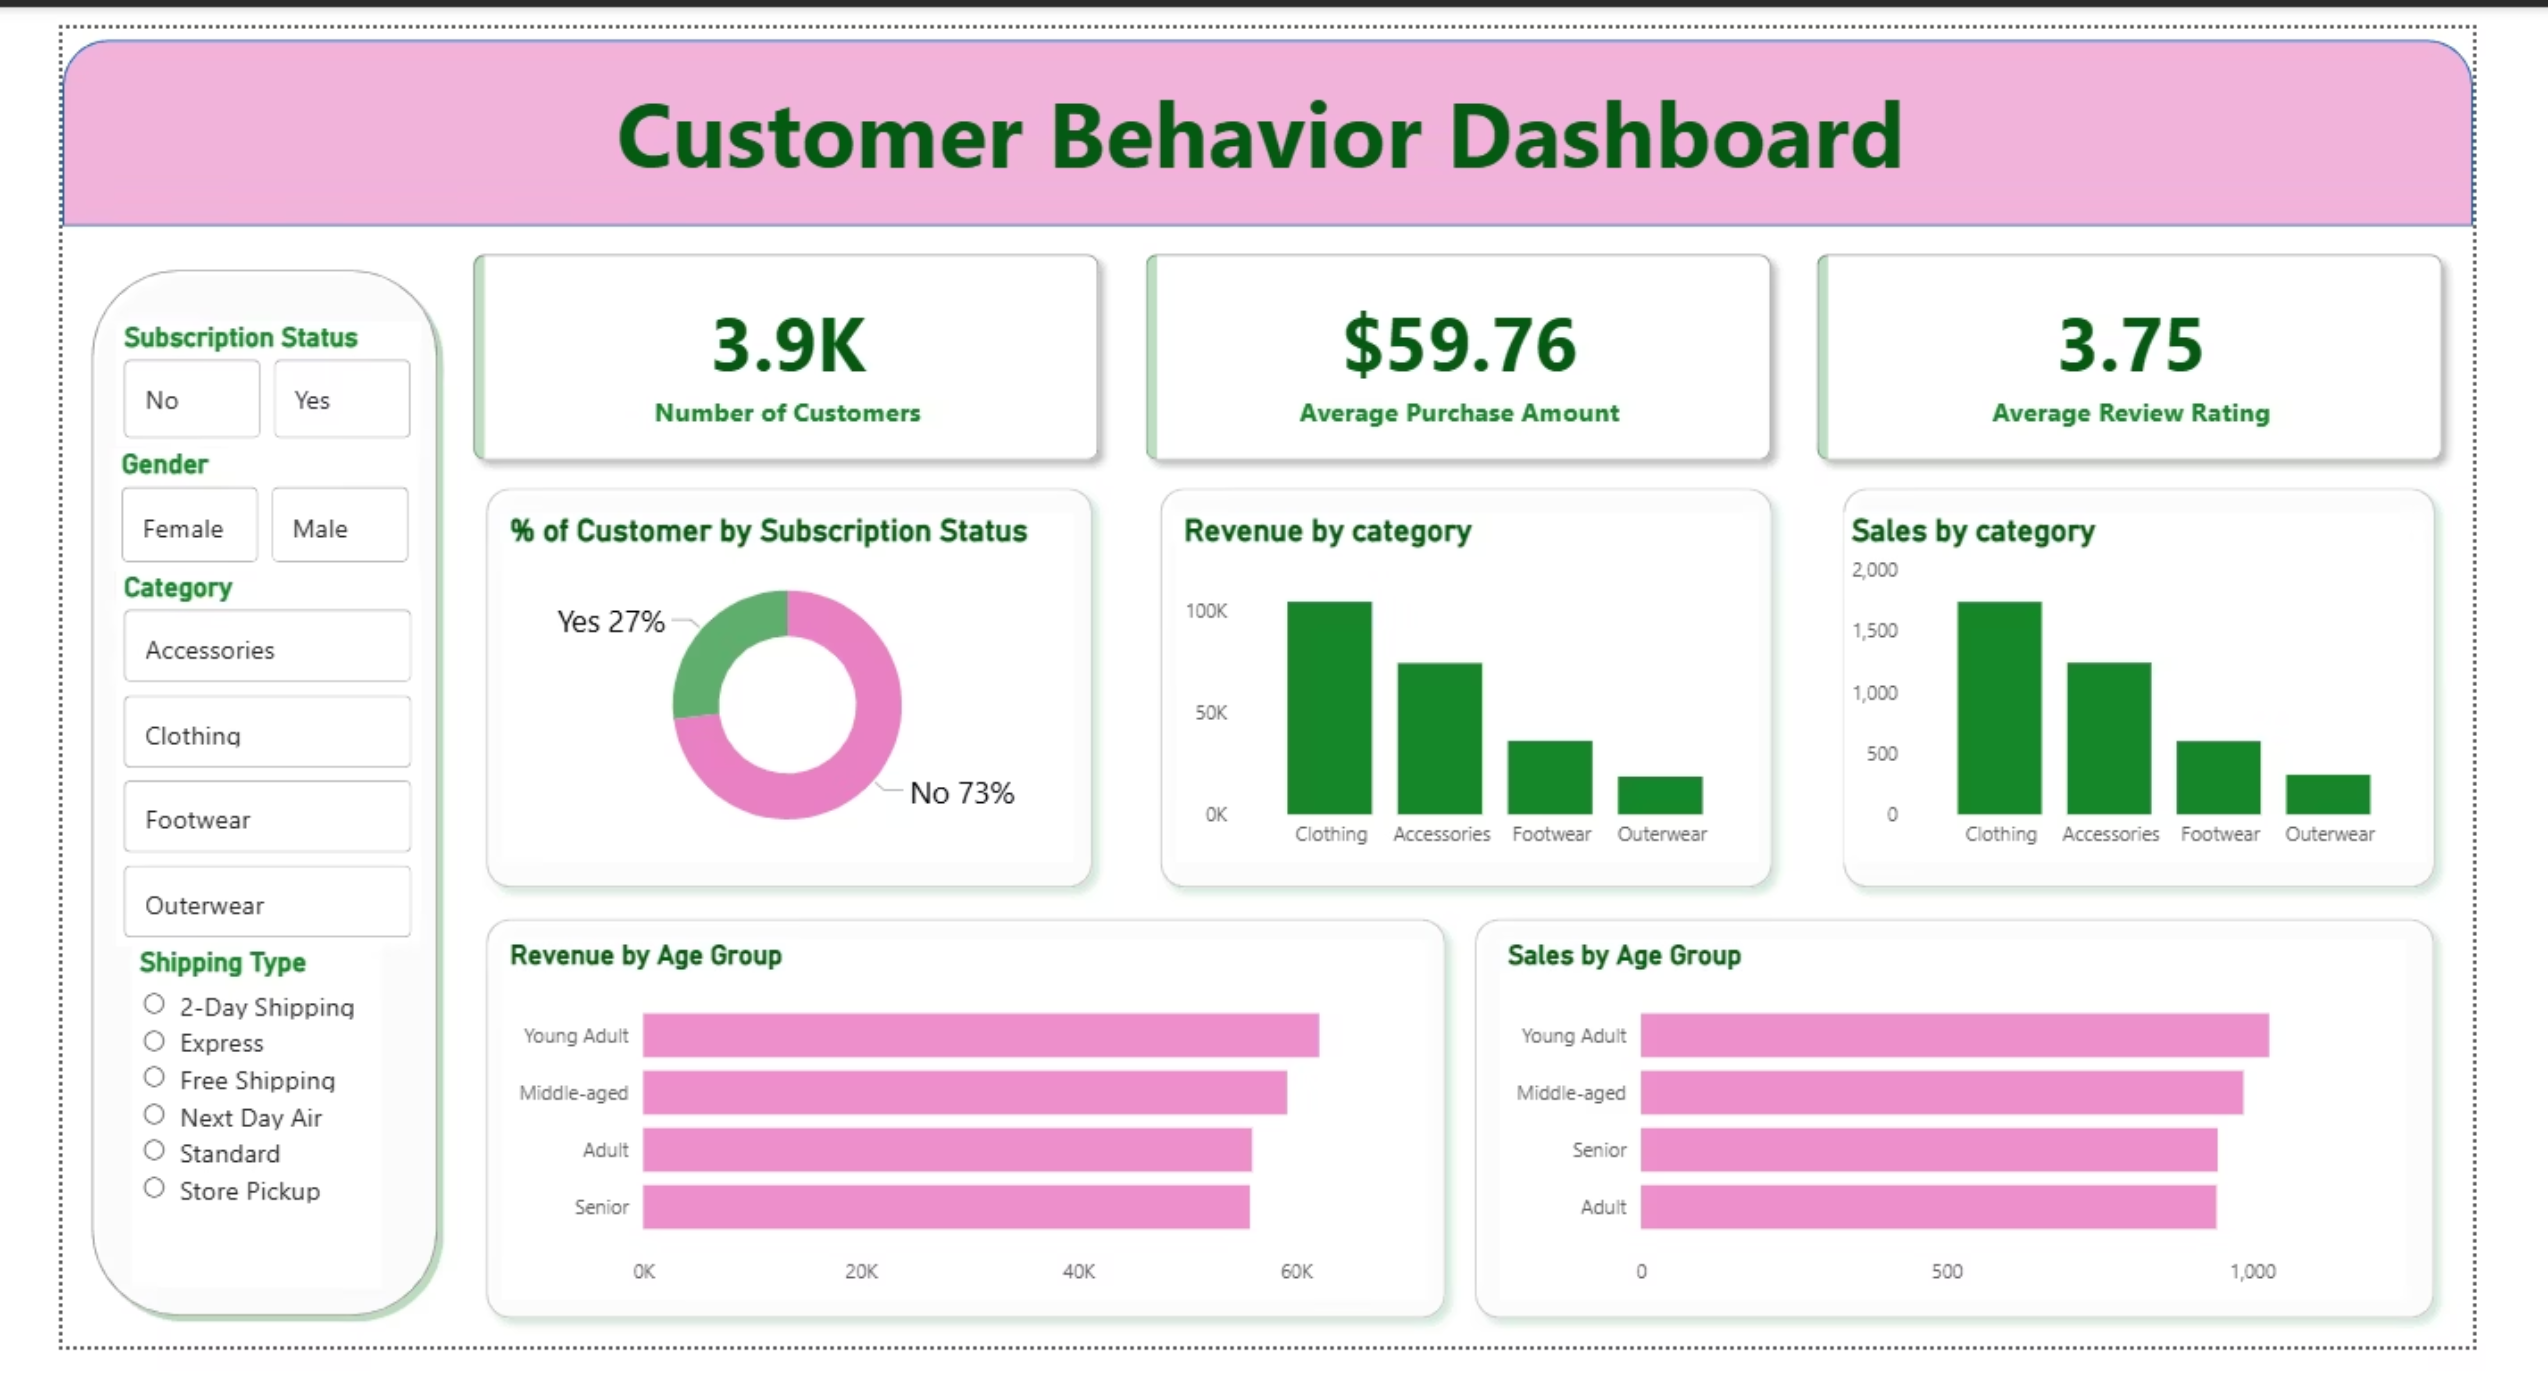 Customer Behavior Dashboard
Subscription Status
No
Yes
Gender
Female
Male
Category
Accessories
Clothing
Footwear
Outerwear
Shipping Type
2-Day Shipping
Express
Free Shipping
Next Day Air
Standard
Store Pickup
3.9K
Number of Customers
$59.76
Average Purchase Amount
3.75
Average Review Rating
% of Customer by Subscription Status
Yes 27%
No 73%
Revenue by category
100K
50K
0K
Clothing Accessories Footwear Outerwear
Sales by category
2,000
1,500
1,000
500
0
Clothing Accessories Footwear Outerwear
Revenue by Age Group
Young Adult
Middle-aged
Adult
Senior
0K 20K 40K 60K
Sales by Age Group
Young Adult
Middle-aged
Senior
Adult
0 500 1,000